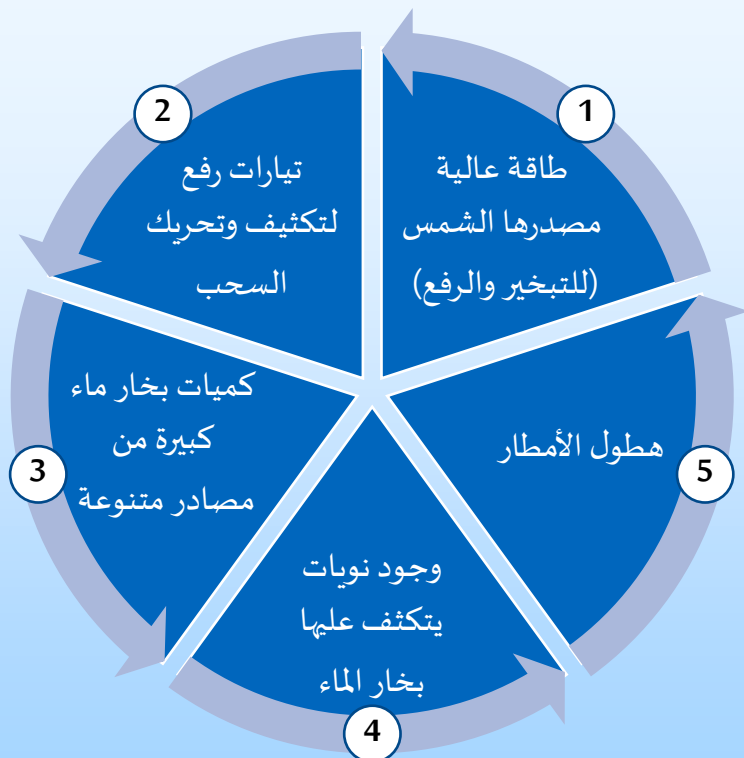 1
طاقة عالية
مصدرها الشمس
(للتبخير والرفع)
2
تيارات رفع
لتكثيف وتحريك
السحب
3
كميات بخار ماء
كبيرة من
مصادر متنوعة
4
وجود نويات
يتكثف عليها
بخار الماء
5
هطول الأمطار